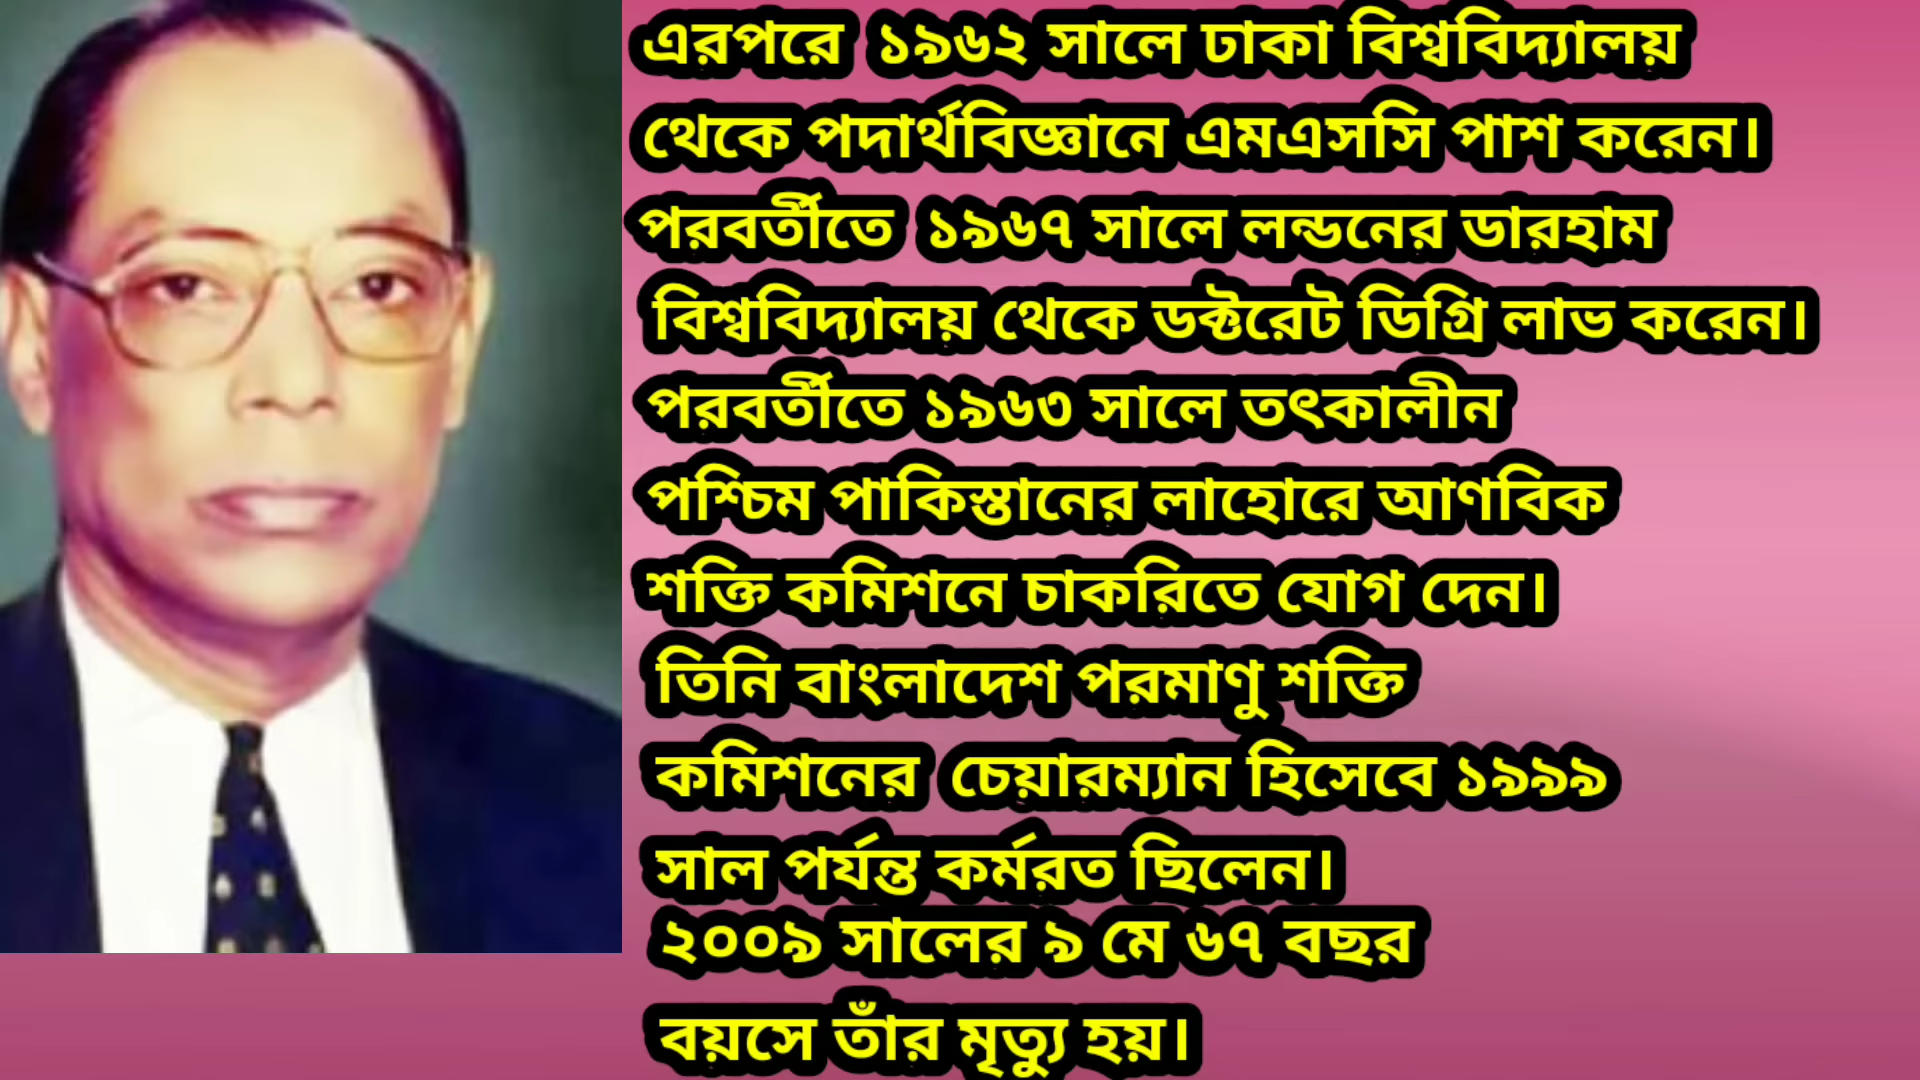 এরপরে ১৯৬২ সালে ঢাকা বিশ্ববিদ্যালয়
থেকে পদার্থবিজ্ঞানে এমএসসি পাশ করেন।
পরবর্তীতে ১৯৬৭ সালে লন্ডনের ডারহাম
বিশ্ববিদ্যালয় থেকে ডক্টরেট ডিগ্রি লাভ করেন।
পরবর্তীতে ১৯৬৩ সালে তৎকালীন
পশ্চিম পাকিস্তানের লাহোরে আণবিক
শক্তি কমিশনে চাকরিতে যোগ দেন।
তিনি বাংলাদেশ পরমাণু শক্তি
কমিশনের চেয়ারম্যান হিসেবে ১৯৯৯
সাল পর্যন্ত কর্মরত ছিলেন।
২০০৯ সালের ৯ মে ৬৭ বছর
বয়সে তাঁর মৃত্যু হয়।